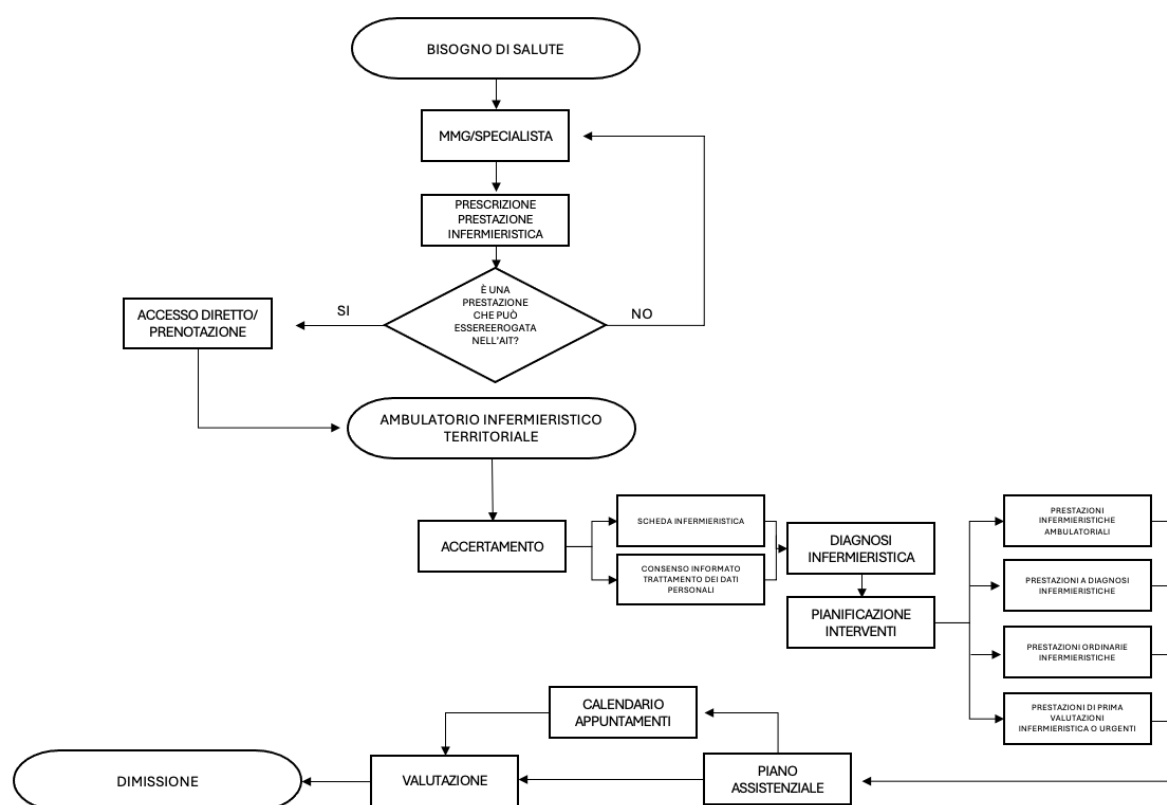 BISOGNO DI SALUTE
MMG/SPECIALISTA
PRESCRIZIONE
PRESTAZIONE
INFERMIERISTICA
È UNA
PRESTAZIONE
CHE PUÒ
ESSEREEROGATA
NELL'AIT?
SI
NO
ACCESSO DIRETTO/
PRENOTAZIONE
AMBULATORIO INFERMIERISTICO
TERRITORIALE
ACCERTAMENTO
SCHEDA INFERMIERISTICA
CONSENSO INFORMATO
TRATTAMENTO DEI DATI
PERSONALI
DIAGNOSI
INFERMIERISTICA
PIANIFICAZIONE
INTERVENTI
PRESTAZIONI
INFERMIERISTICHE
AMBULATORIALI
PRESTAZIONI A DIAGNOSI
INFERMIERISTICHE
PRESTAZIONI ORDINARIE
INFERMIERISTICHE
PRESTAZIONI DI PRIMA
VALUTAZIONI
INFERMIERISTICA O URGENTI
CALENDARIO
APPUNTAMENTI
PIANO
ASSISTENZIALE
VALUTAZIONE
DIMISSIONE